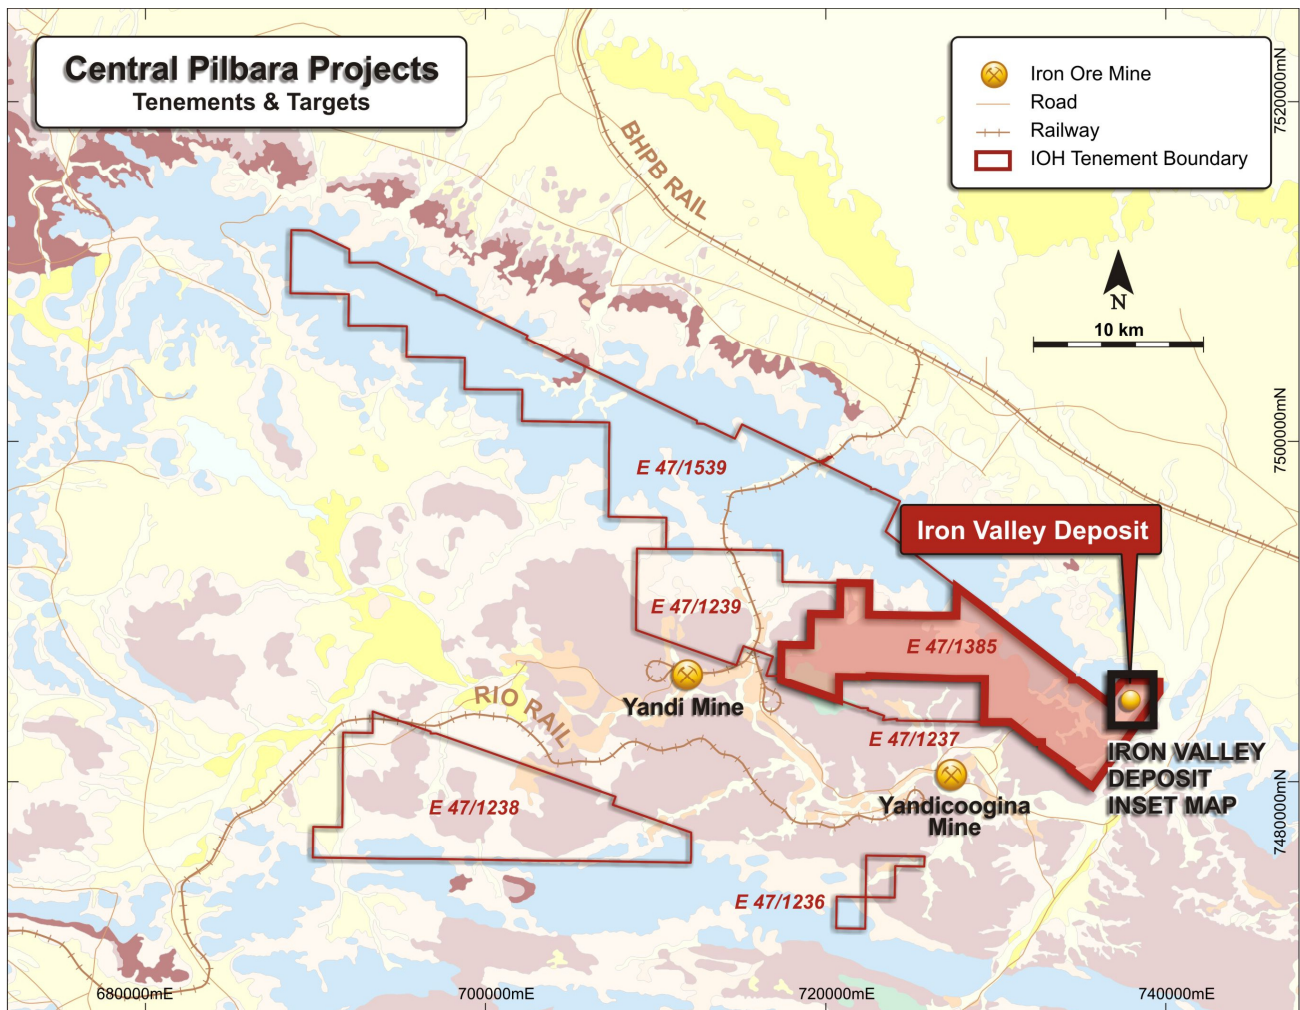 Central Pilbara Projects
Tenements & Targets
Iron Ore Mine
Road
Railway
IOH Tenement Boundary
7520000mN
BHPB RAIL
N
10 km
7500000mN
E 47/1539
Iron Valley Deposit
E 47/1239
E 47/1385
Yandi Mine
RIO RAIL
E 47/1237
IRON VALLEY
DEPOSIT
INSET MAP
E 47/1238
Yandicoogina
Mine
7480000mN
E 47/1236
680000mE
700000mE
720000mE
740000mE